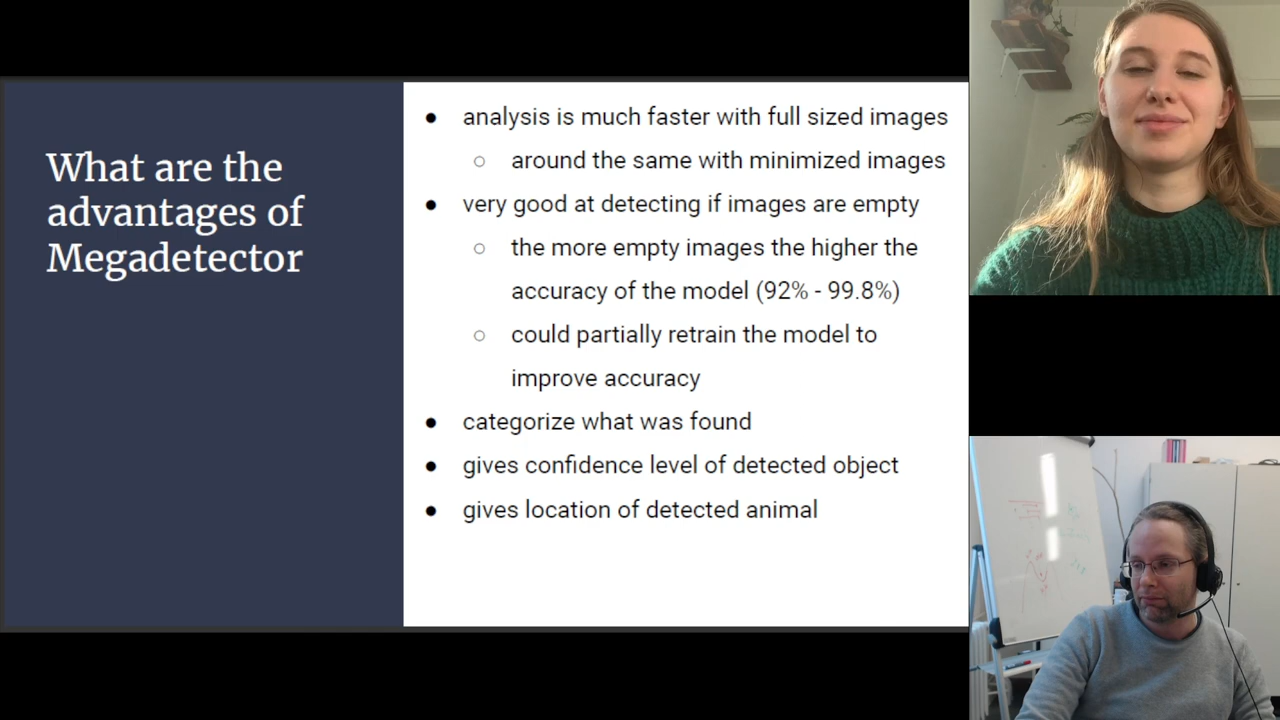 What are the
advantages of
Megadetector
● analysis is much faster with full sized images
○ around the same with minimized images
● very good at detecting if images are empty
○ the more empty images the higher the
accuracy of the model (92% - 99.8%)
○ could partially retrain the model to
improve accuracy
● categorize what was found
● gives confidence level of detected object
● gives location of detected animal